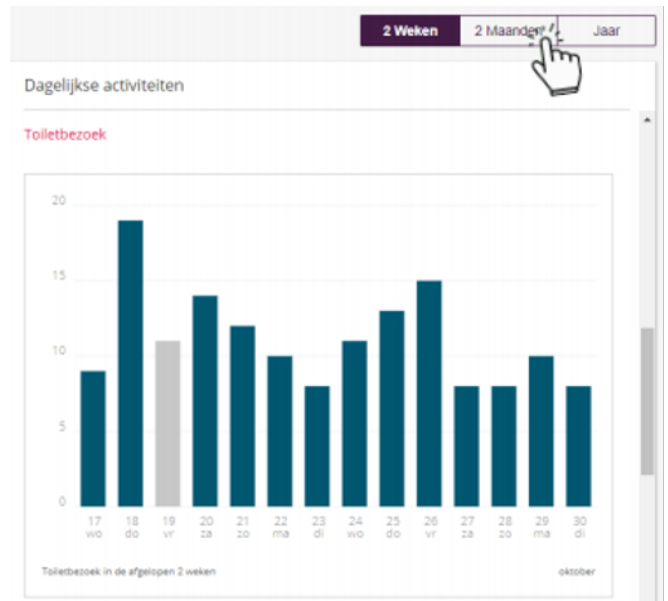 2 Weken 2 Maanden Jaar
Dagelijkse activiteiten
Toiletbezoek
20
15
10
5
0
17 18 19 20 21 22 23 24 25 26 27 28 29 30
wo do vr za zo ma di wo do vr za zo ma di
Toiletbezoek in de afgelopen 2 weken oktober